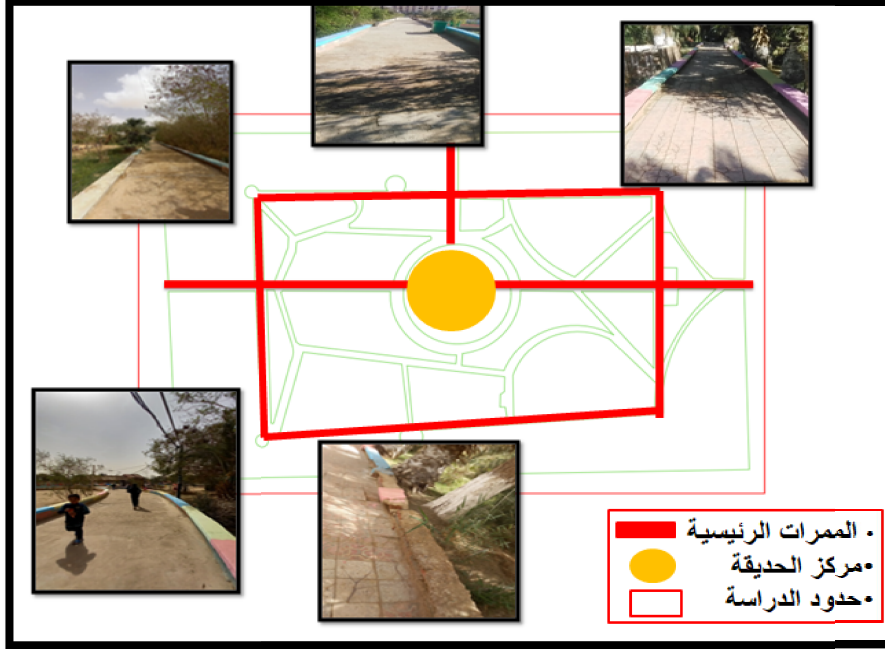 . الممرات الرئيسية
•مركز الحديقة
•حدود الدراسة